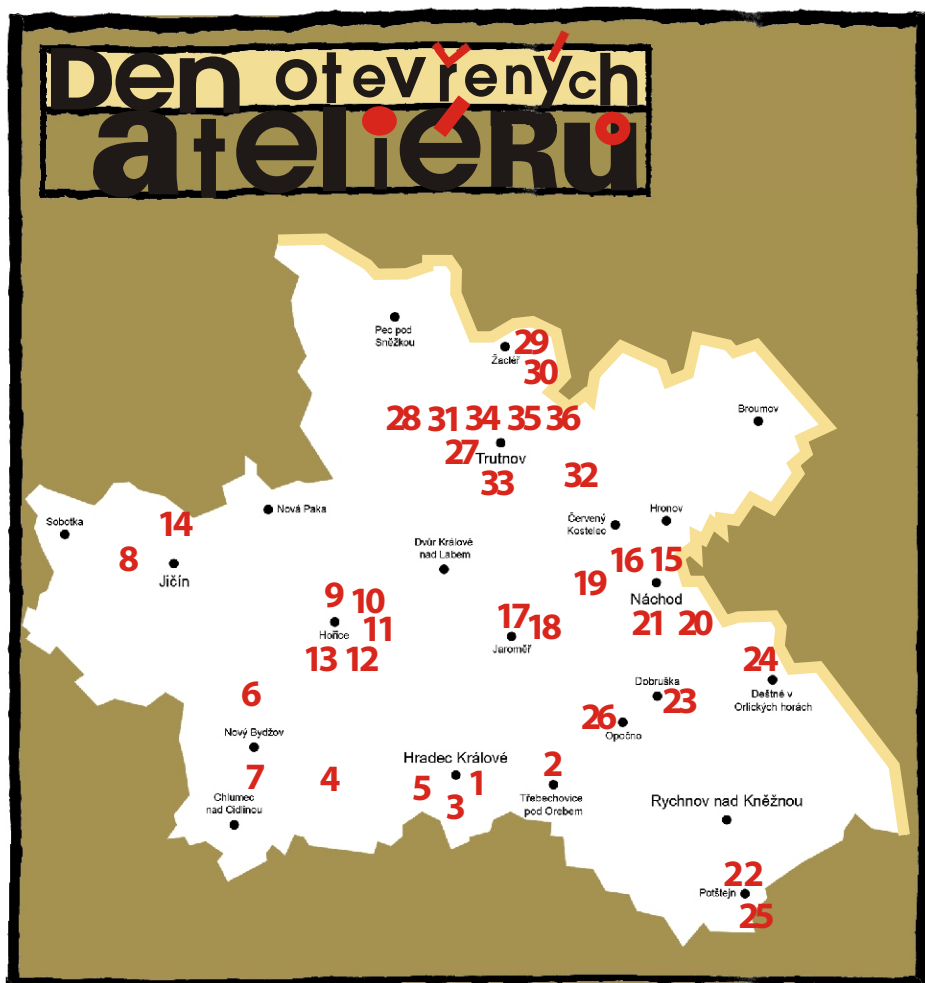 Den otevřených
ateliérů
Pec pod
Sněžkou
29
Žacléř
30
28 31 34 35 36
Broumov
27
Trutnov
33
32
Sobotka
14
Nová Paka
Hronov
Červený
Kostelec
8
Jičín
Dvůr Králové
nad Labem
16 15
19
Náchod
9 10
17 18
21 20
11
Hořice
13 12
Jaroměř
24
Dobruška
23
Deštné v
Orlických horách
6
26
Opočno
Nový Bydžov
Hradec Králové
2
7
4
5
1
3
Chlumec
nad Cidlinou
Třebechovice
pod Orebem
Rychnov nad Kněžnou
22
Potštejn
25